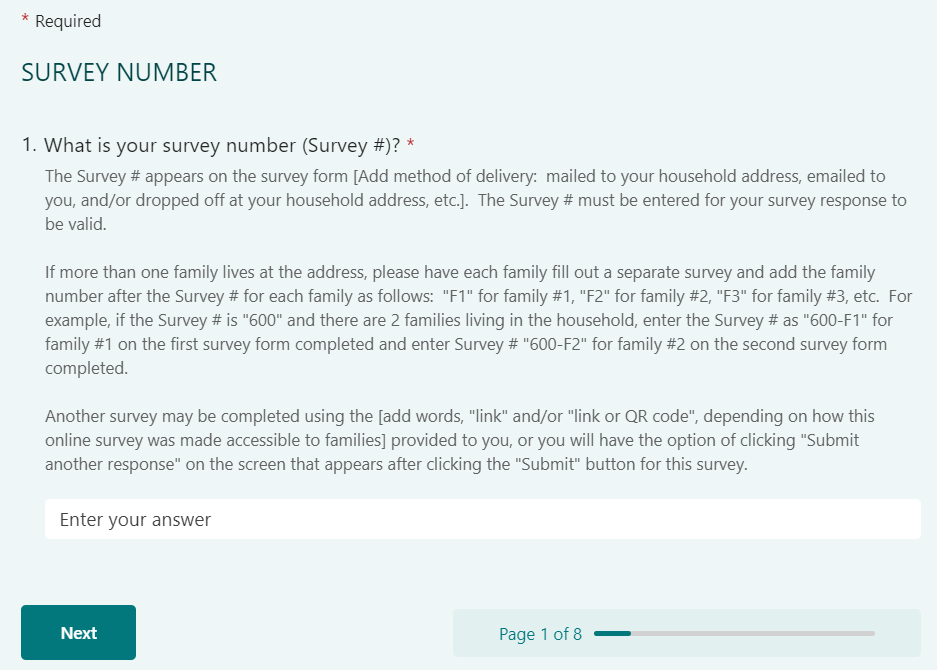 * Required
SURVEY NUMBER
1. What is your survey number (Survey #)? *
The Survey # appears on the survey form [Add method of delivery:  mailed to your household address, emailed to
you, and/or dropped off at your household address, etc.].  The Survey # must be entered for your survey response to
be valid.
If more than one family lives at the address, please have each family fill out a separate survey and add the family
number after the Survey # for each family as follows:  "F1" for family #1, "F2" for family #2, "F3" for family #3, etc.  For
example, if the Survey # is "600" and there are 2 families living in the household, enter the Survey # as "600-F1" for
family #1 on the first survey form completed and enter Survey # "600-F2" for family #2 on the second survey form
completed.
Another survey may be completed using the [add words, "link" and/or "link or QR code", depending on how this
online survey was made accessible to families] provided to you, or you will have the option of clicking "Submit
another response" on the screen that appears after clicking the "Submit" button for this survey.
Enter your answer
Next
Page 1 of 8